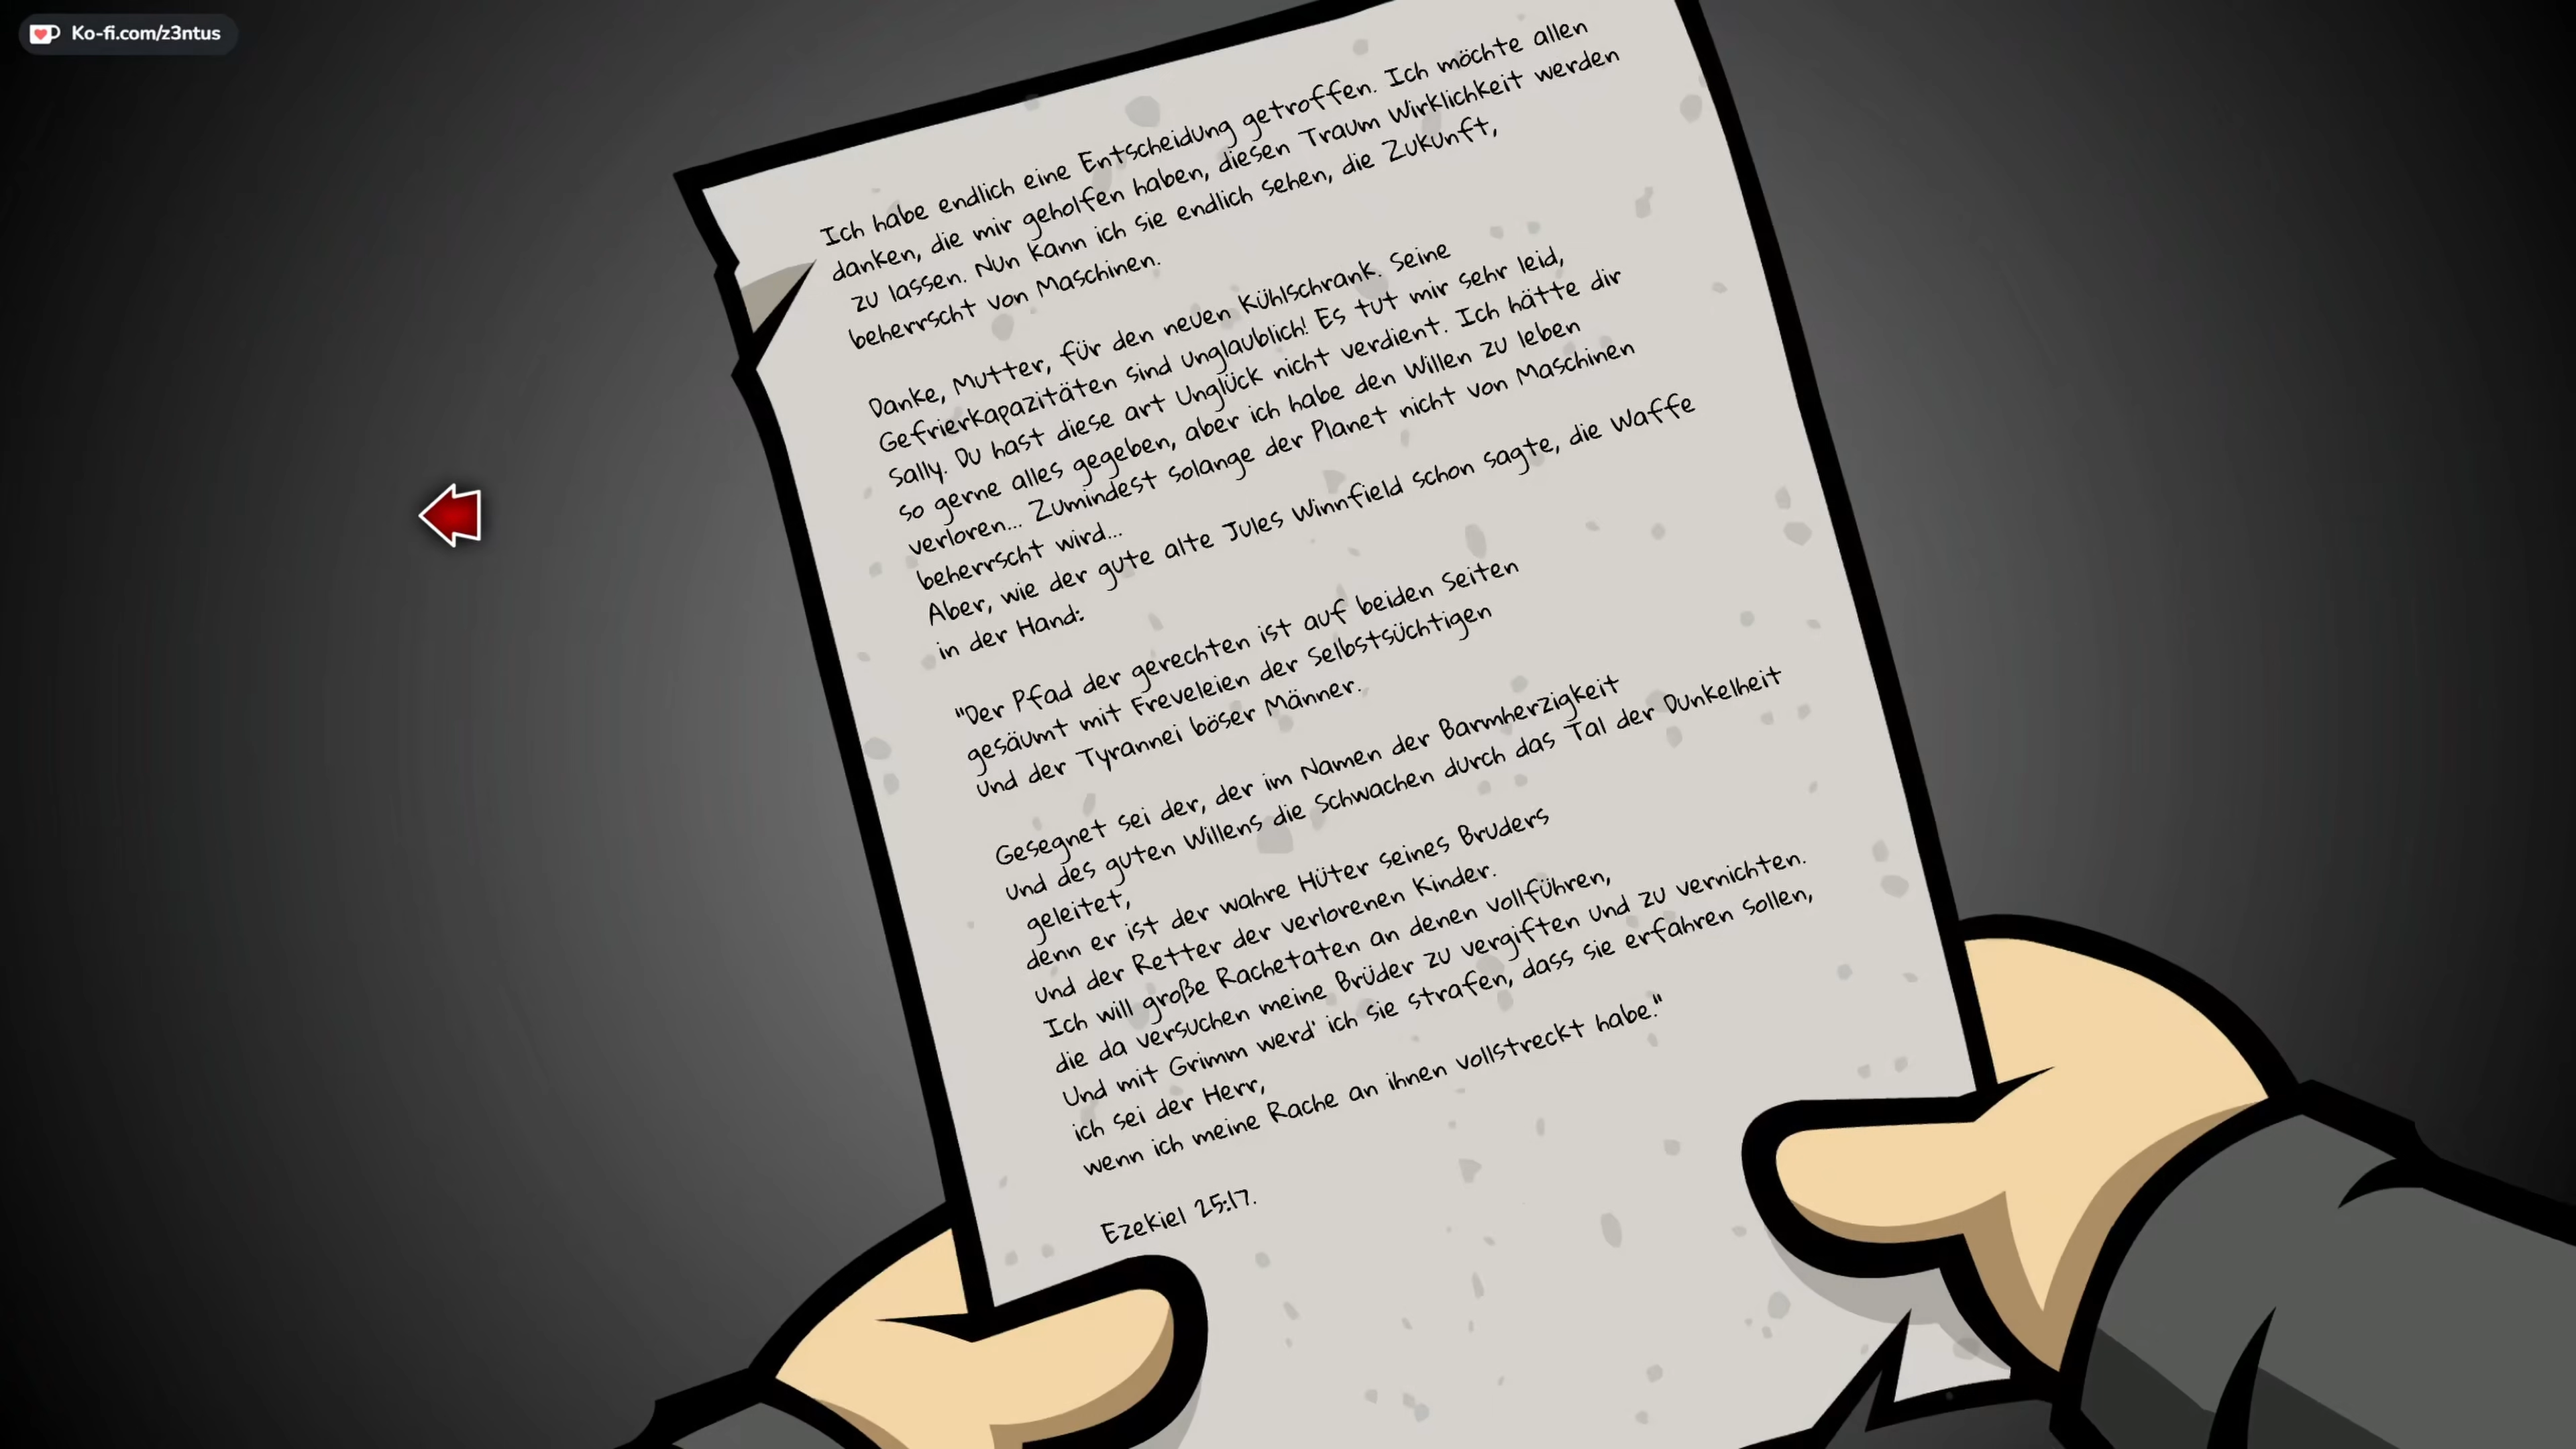 Ko-fi.com/z3ntus
Ich habe endlich eine Entscheidung getroffen. Ich möchte allen
danken, die mir geholfen haben, diesen Traum Wirklichkeit werden
zu lassen. Nun kann ich sie endlich sehen, die Zukunft,
beherrscht von Maschinen.
Danke, Mutter, für den neuen Kühlschrank. Seine
Gefrierkapazitäten sind unglaublich! Es tut mir sehr leid,
Sally. Du hast diese art Unglück nicht verdient. Ich hätte dir
so gerne alles gegeben, aber ich habe den Willen zu leben
verloren... Zumindest solange der Planet nicht von Maschinen
beherrscht wird...
Aber, wie der gute alte Jules Winnfield schon sagte, die Waffe
in der Hand:
"Der Pfad der gerechten ist auf beiden Seiten
gesäumt mit Freveleien der Selbstsüchtigen
und der Tyrannei böser Männer.
Gesegnet sei der, der im Namen der Barmherzigkeit
und des guten Willens die Schwachen durch das Tal der Dunkelheit
geleitet,
denn er ist der wahre Hüter seines Bruders
und der Retter der verlorenen Kinder.
Ich will große Rachetaten an denen vollführen,
die da versuchen meine Brüder zu vergiften und zu vernichten.
Und mit Grimm werd' ich sie strafen, dass sie erfahren sollen,
ich sei der Herr,
wenn ich meine Rache an ihnen vollstreckt habe."
Ezekiel 25:17.